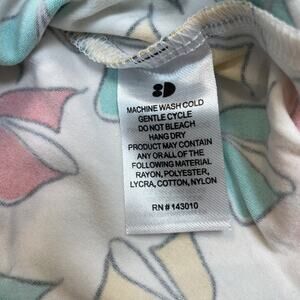 MACHINE WASH COLD
GENTLE CYCLE
DO NOT BLEACH
HANG DRY
PRODUCT MAY CONTAIN
ANY OR ALL OF THE
FOLLOWING MATERIAL
RAYON, POLYESTER,
LYCRA, COTTON, NYLON
RN# 143010